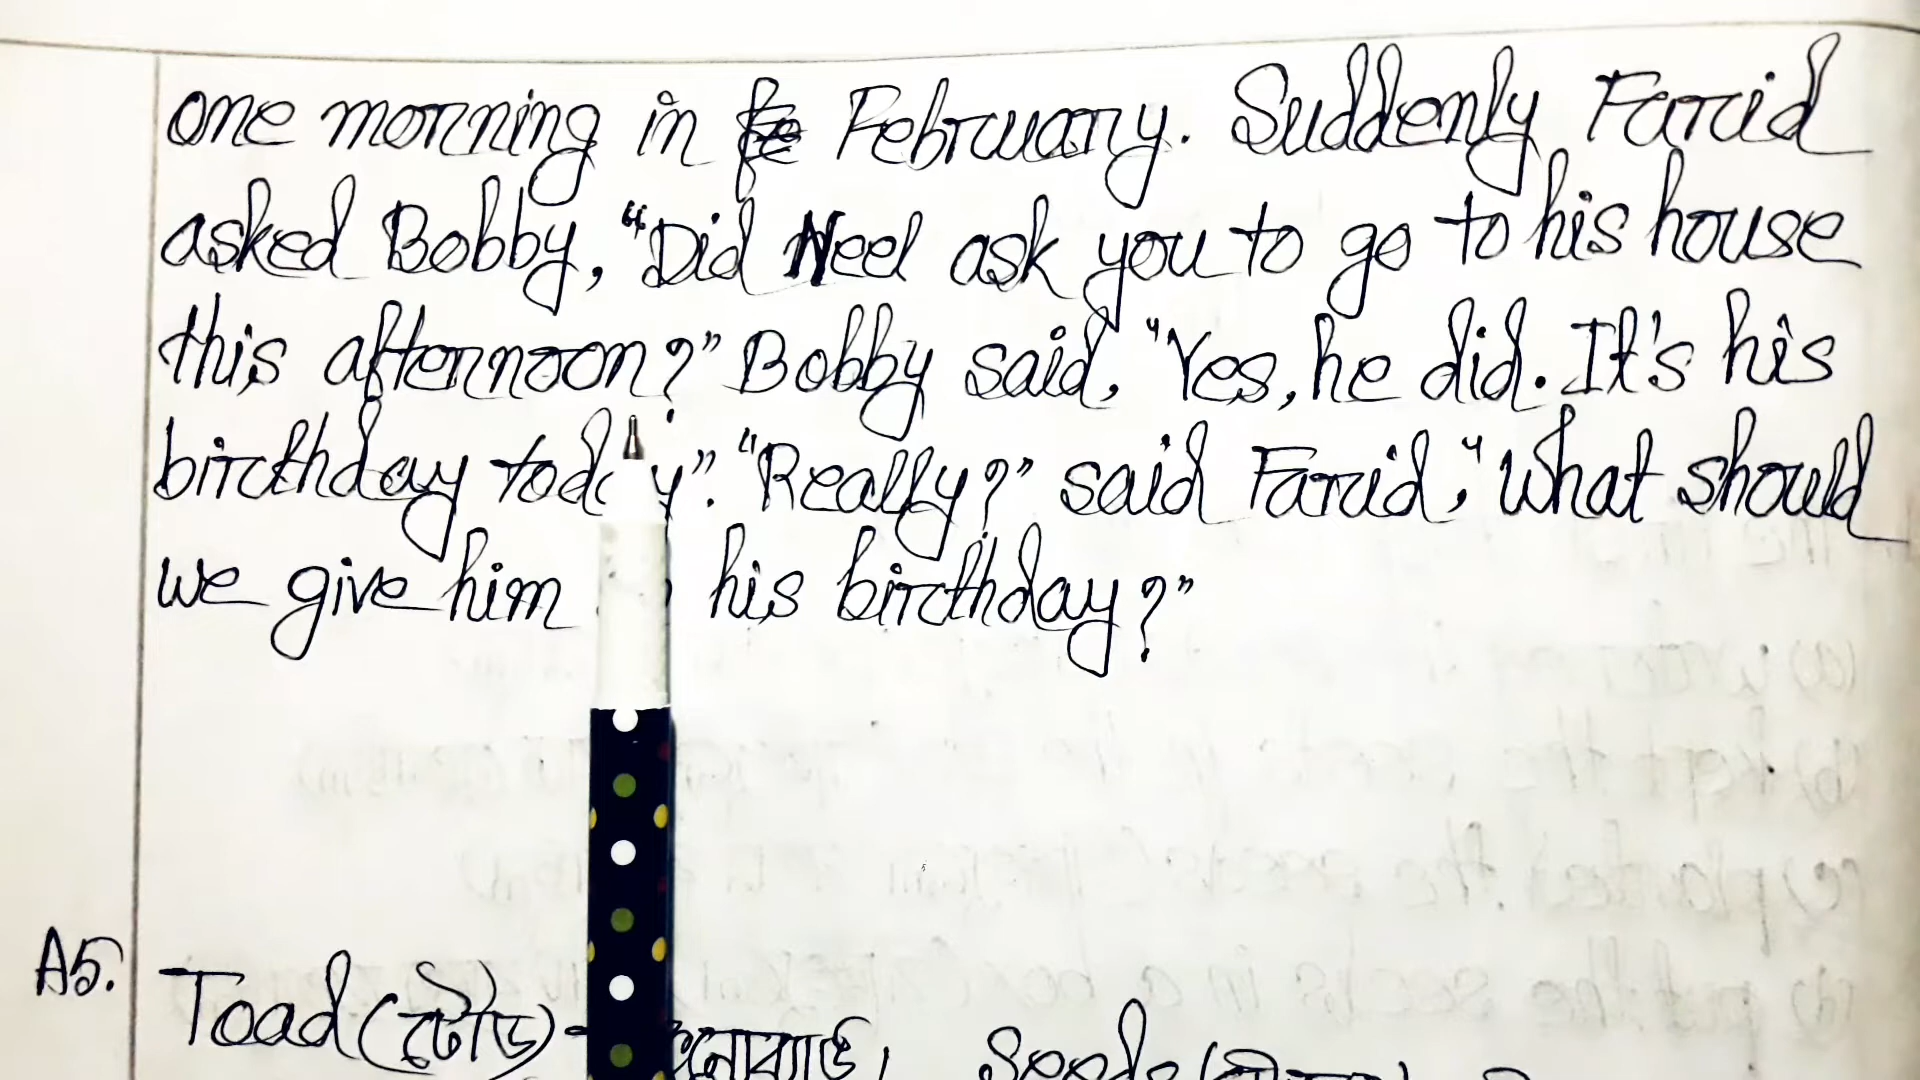 one morning in February. Suddenly Farid
asked Bobby, "Did Neel ask you to go to his house
this afternoon?" Bobby said, "Yes, he did. It's his
birthday today". "Really?" said Farid, "What should
we give him his birthday?"
A5. Toad (টৌড)-